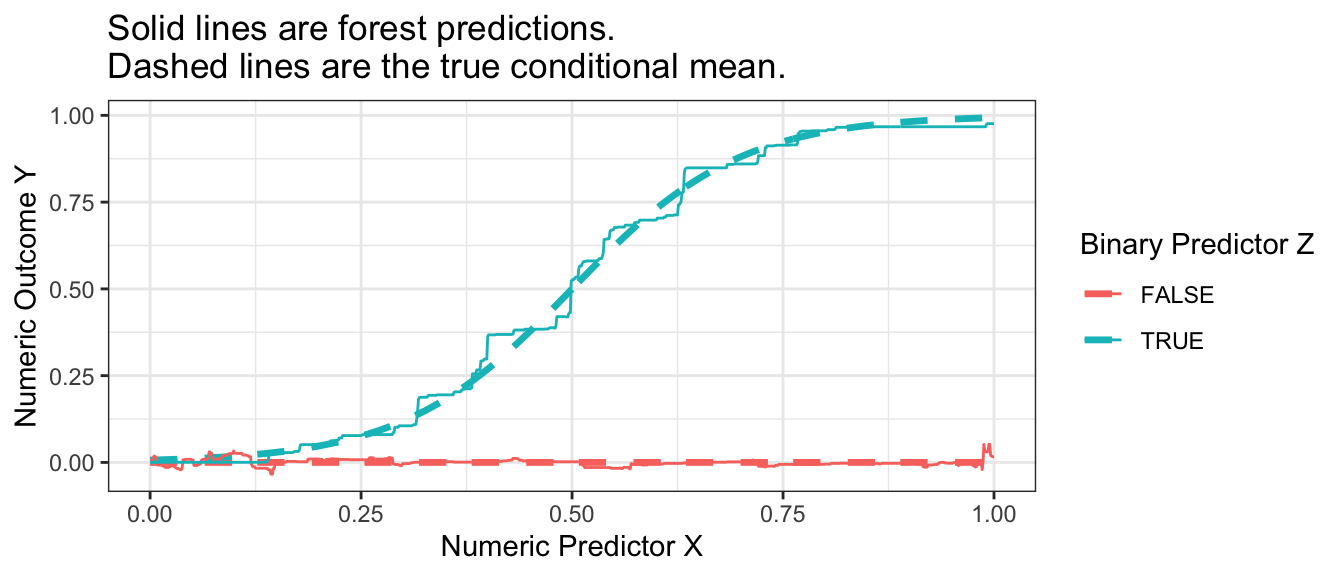 Solid lines are forest predictions.
Dashed lines are the true conditional mean.
1.00
0.75
0.50
0.25
0.00
Numeric Outcome Y
0.00 0.25 0.50 0.75 1.00
Numeric Predictor X
Binary Predictor Z
FALSE
TRUE